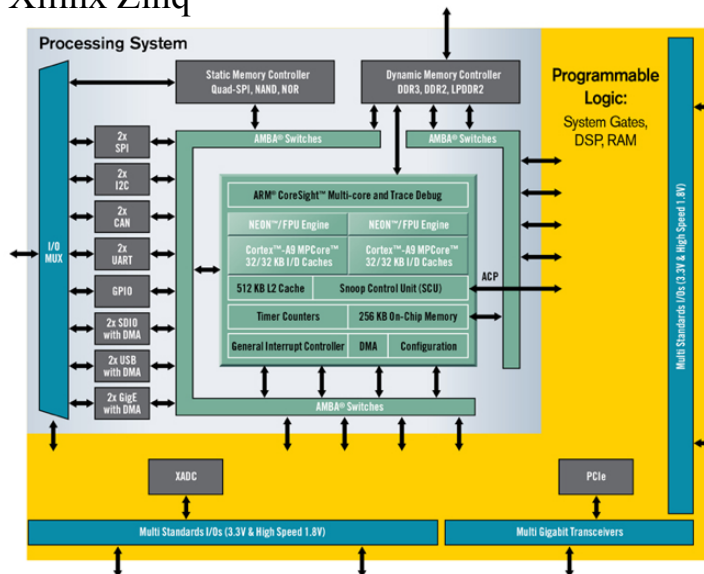 Xilinx Zinq
Processing System
Static Memory Controller
Quad-SPI, NAND, NOR
Dynamic Memory Controller
DDR3, DDR2, LPDDR2
Programmable
Logic:
System Gates,
DSP, RAM
AMBA® Switches
AMBA® Switches
2x
SPI
2x
I2C
2x
CAN
2x
UART
GPIO
2x SDIO
with DMA
2x USB
with DMA
2x GigE
with DMA
I/O
MUX
ARM® CoreSight™ Multi-core and Trace Debug
NEON™/FPU Engine
NEON™/FPU Engine
Cortex™-A9 MPCore™
32/32 KB I/D Caches
Cortex™-A9 MPCore™
32/32 KB I/D Caches
512 KB L2 Cache
Snoop Control Unit (SCU)
ACP
Timer Counters
256 KB On-Chip Memory
General Interrupt Controller
DMA
Configuration
AMBA® Switches
Multi Standards I/Os (3.3V & High Speed 1.8V)
XADC
PCIe
Multi Standards I/Os (3.3V & High Speed 1.8V)
Multi Gigabit Transceivers